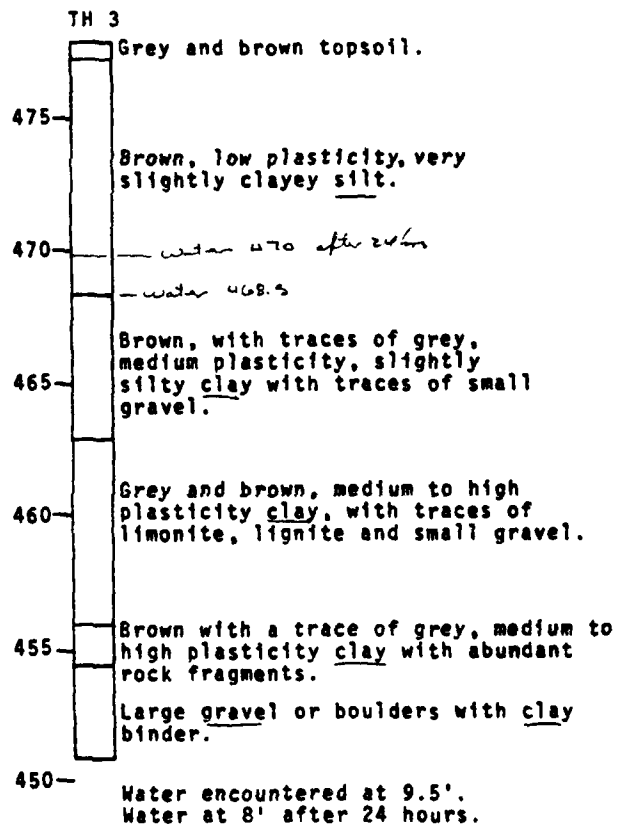 TH 3
Grey and brown topsoil.
475
Brown, low plasticity, very
slightly clayey silt.
470 — water 470 after 24 hrs
— water 468.5
Brown, with traces of grey,
medium plasticity, slightly
465 silty clay with traces of small
gravel.
Grey and brown, medium to high
460 plasticity clay, with traces of
limonite, lignite and small gravel.
Brown with a trace of grey, medium to
455 high plasticity clay with abundant
rock fragments.
Large gravel or boulders with clay
binder.
450
Water encountered at 9.5'.
Water at 8' after 24 hours.